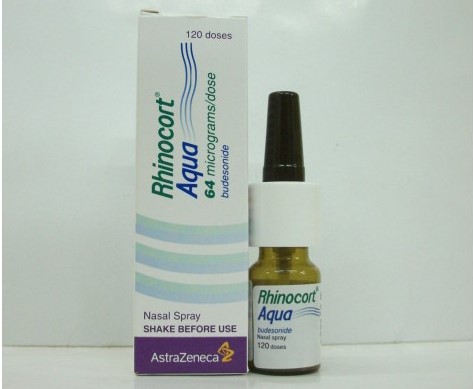 120 doses
Rhinocort®
Aqua
64 micrograms/dose
budesonide
Nasal Spray
SHAKE BEFORE USE
AstraZeneca
Rhinocort®
Aqua
budesonide
Nasal spray
120 doses